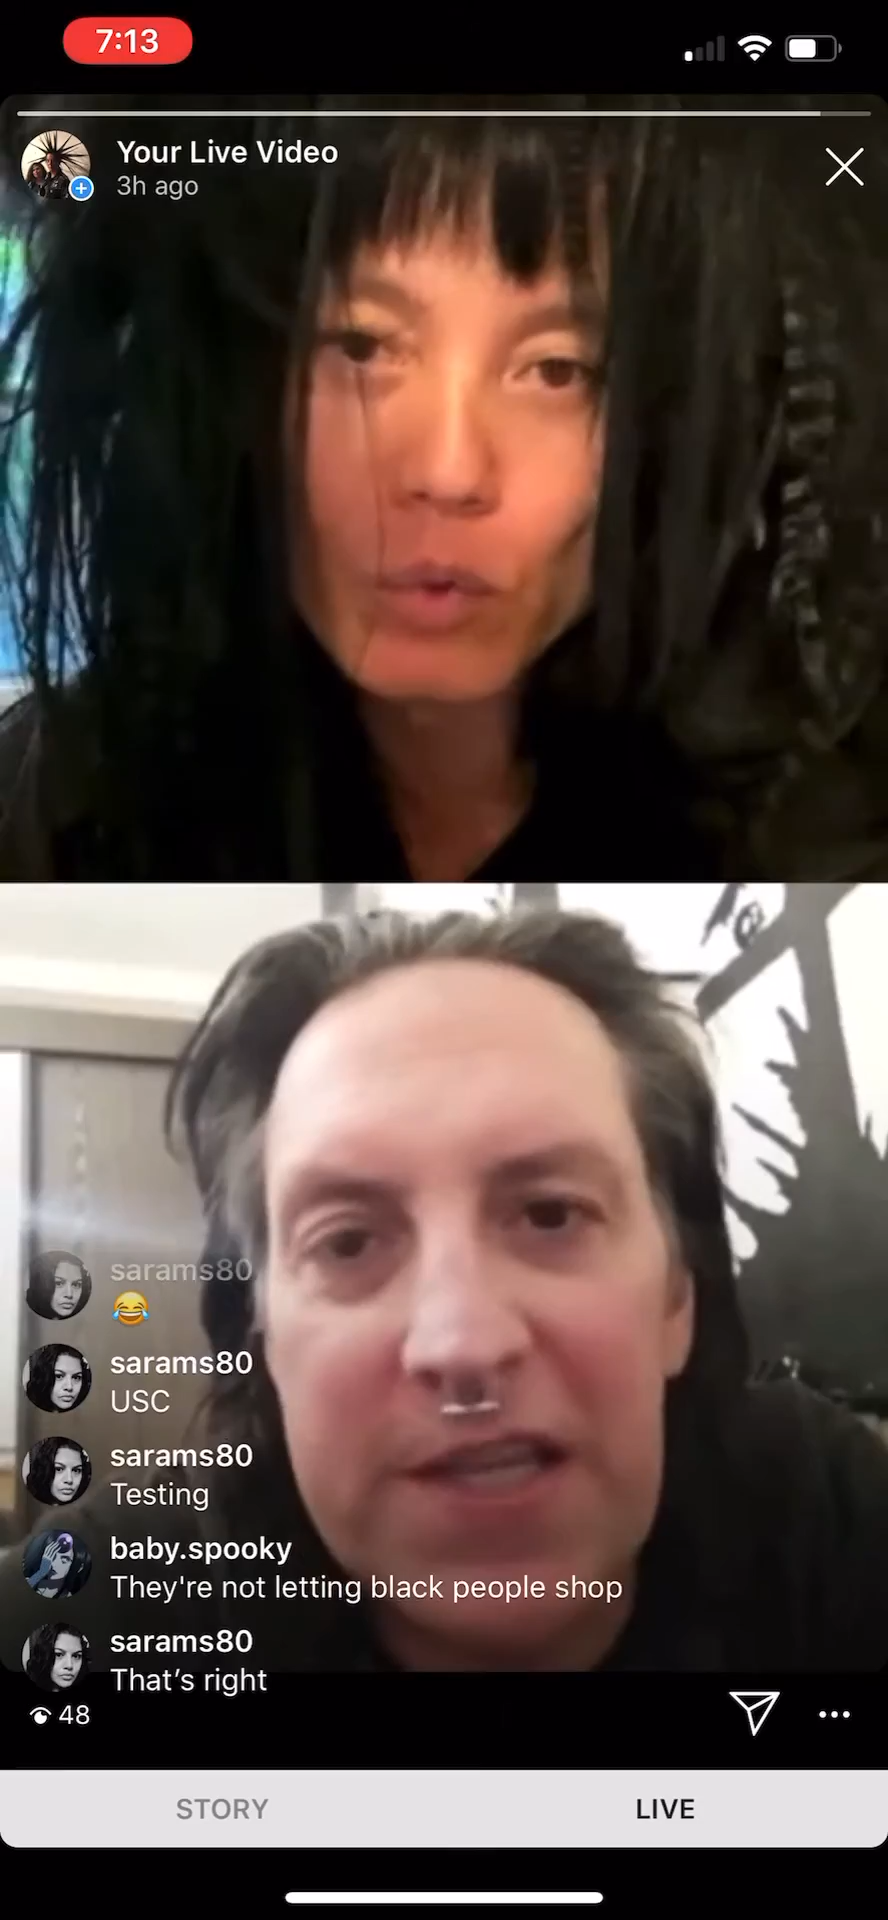 7:13
Your Live Video
3h ago
sarams80
😂
sarams80
USC
sarams80
Testing
baby.spooky
They're not letting black people shop
sarams80
That’s right
48
STORY
LIVE